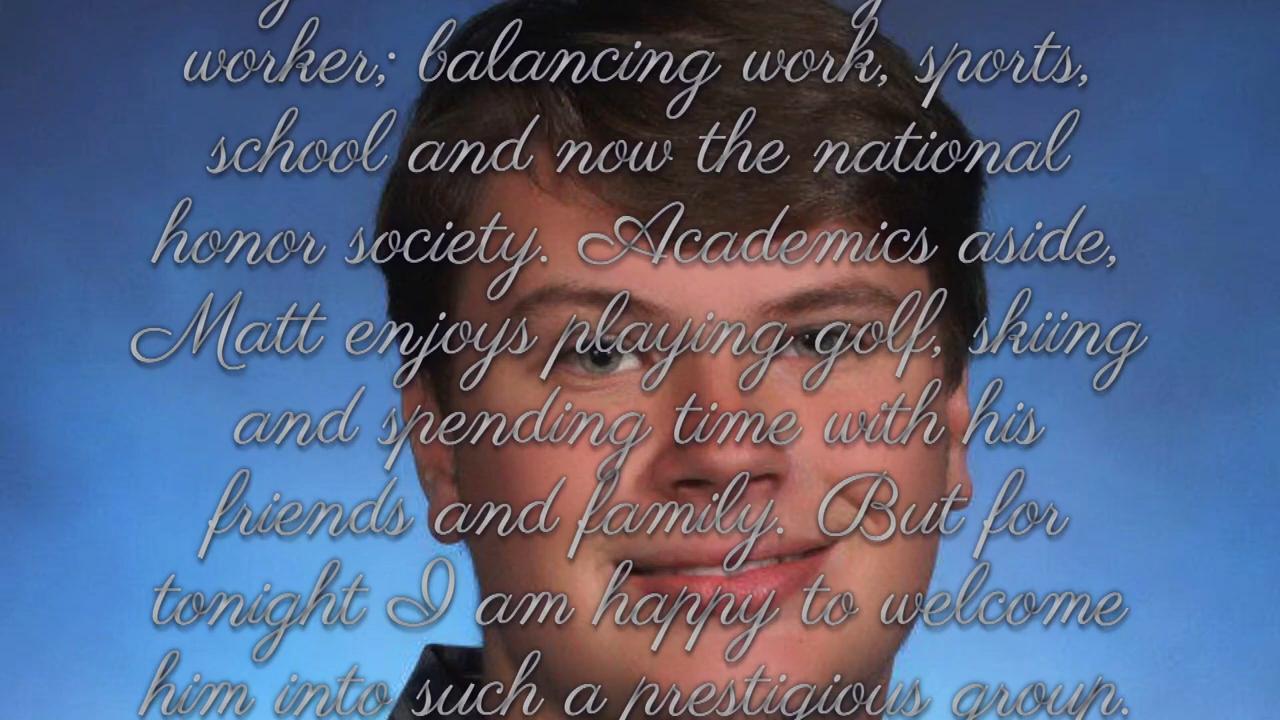 worker; balancing work, sports,
school and now the national
honor society. Academics aside,
Matt enjoys playing golf, skiing
and spending time with his
friends and family. But for
tonight I am happy to welcome
him into such a prestigious group.